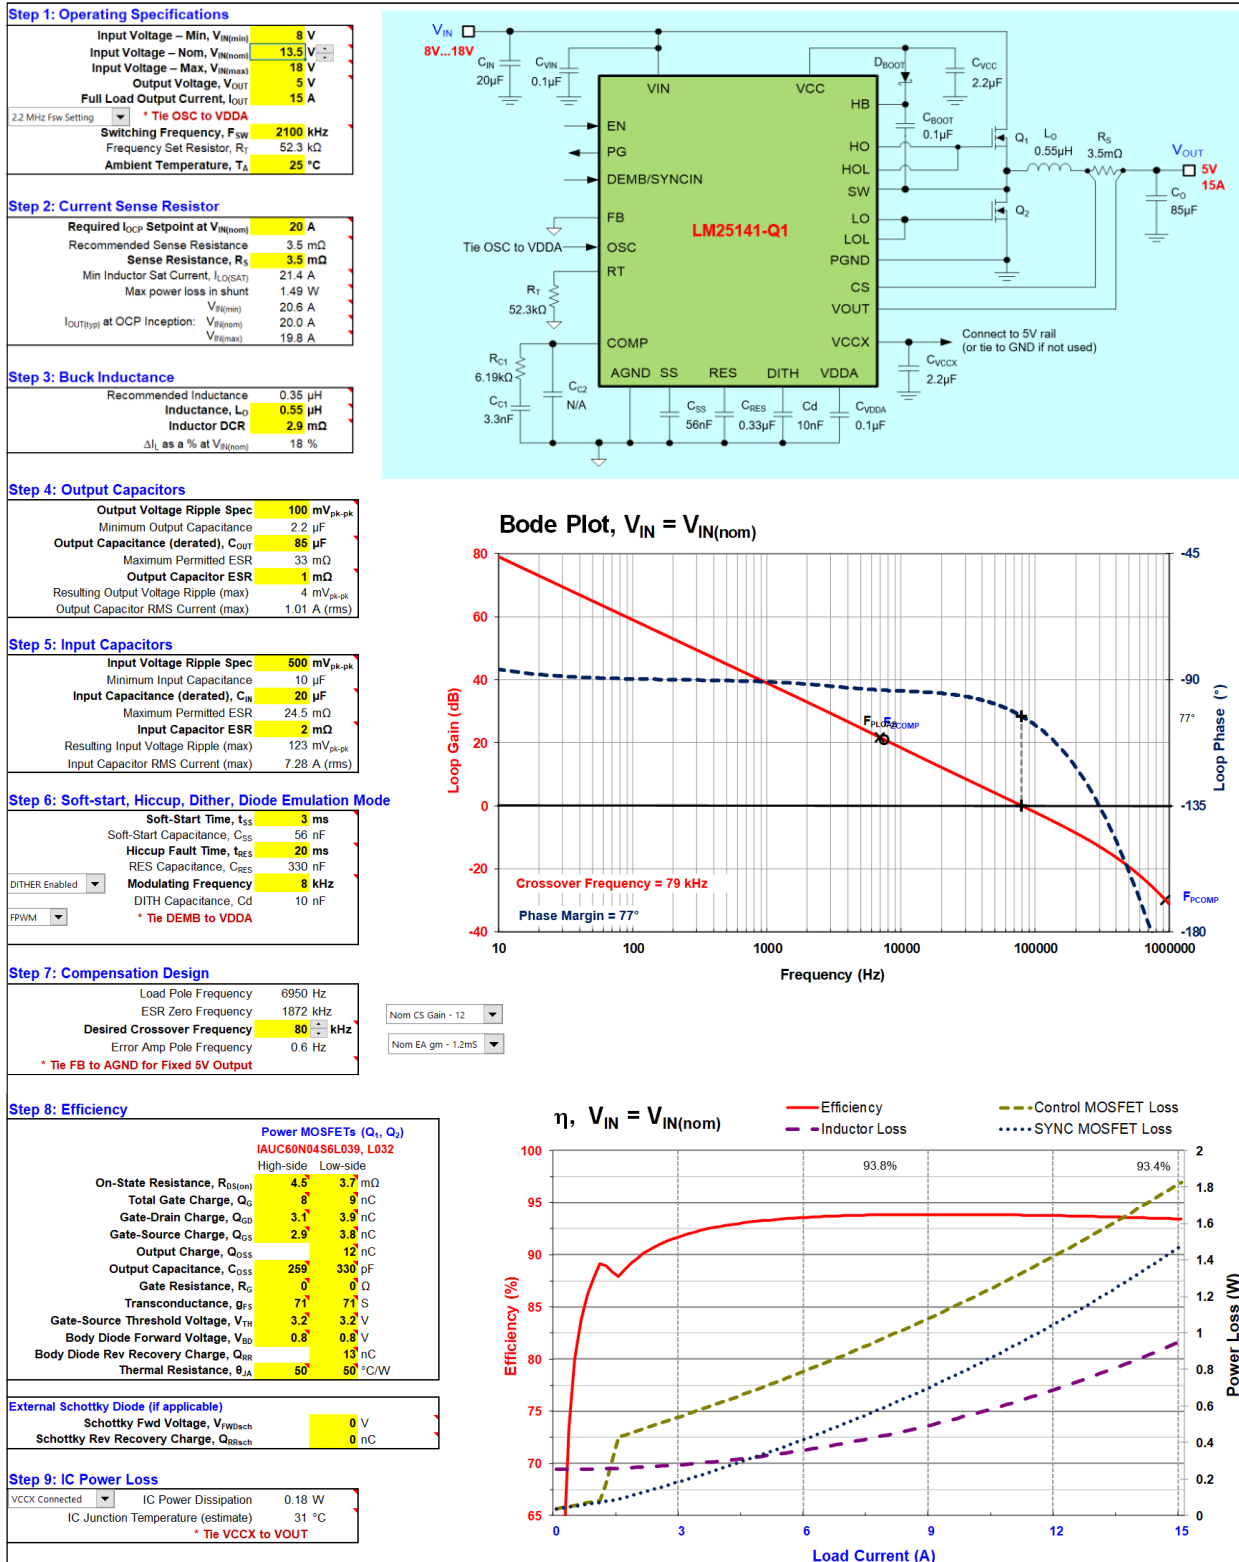 Step 1: Operating Specifications
Input Voltage – Min, VIN(min) 8 V
Input Voltage – Nom, VIN(nom) 13.5 V
Input Voltage – Max, VIN(max) 18 V
Output Voltage, VOUT 5 V
Full Load Output Current, IOUT 15 A
2.2 MHz Fsw Setting * Tie OSC to VDDA
Switching Frequency, FSW 2100 kHz
Frequency Set Resistor, RT 52.3 kΩ
Ambient Temperature, TA 25 °C
Step 2: Current Sense Resistor
Required IOCP Setpoint at VIN(nom) 20 A
Recommended Sense Resistance 3.5 mΩ
Sense Resistance, RS 3.5 mΩ
Min Inductor Sat Current, ILO(SAT) 21.4 A
Max power loss in shunt 1.49 W
VIN(min) 20.6 A
IOUT(typ) at OCP Inception: VIN(nom) 20.0 A
VIN(max) 19.8 A
Step 3: Buck Inductance
Recommended Inductance 0.35 µH
Inductance, LO 0.55 µH
Inductor DCR 2.9 mΩ
ΔIL as a % at VIN(nom) 18 %
VIN
8V...18V
CIN
20µF
CVIN
0.1µF
VIN
VCC
DBOOT
CVCC
2.2µF
HB
CBOOT
0.1µF
EN
PG
DEMB/SYNCIN
HO
HOL
SW
Q1
LO
0.55µH
RS
3.5mΩ
VOUT
5V
15A
CO
85µF
FB
LM25141-Q1
LO
LOL
Q2
Tie OSC to VDDA
OSC
PGND
RT
CS
RT
52.3kΩ
VOUT
COMP
VCCX
Connect to 5V rail
(or tie to GND if not used)
CVCCX
2.2µF
RC1
6.19kΩ
CC1
3.3nF
CC2
N/A
AGND SS RES DITH VDDA
CSS
56nF
CRES
0.33µF
Cd
10nF
CVDDA
0.1µF
Step 4: Output Capacitors
Output Voltage Ripple Spec 100 mVpk-pk
Minimum Output Capacitance 2.2 µF
Output Capacitance (derated), COUT 85 µF
Maximum Permitted ESR 33 mΩ
Output Capacitor ESR 1 mΩ
Resulting Output Voltage Ripple (max) 4 mVpk-pk
Output Capacitor RMS Current (max) 1.01 A (rms)
Step 5: Input Capacitors
Input Voltage Ripple Spec 500 mVpk-pk
Minimum Input Capacitance 10 µF
Input Capacitance (derated), CIN 20 µF
Maximum Permitted ESR 24.5 mΩ
Input Capacitor ESR 2 mΩ
Resulting Input Voltage Ripple (max) 123 mVpk-pk
Input Capacitor RMS Current (max) 7.28 A (rms)
Step 6: Soft-start, Hiccup, Dither, Diode Emulation Mode
Soft-Start Time, tSS 3 ms
Soft-Start Capacitance, CSS 56 nF
Hiccup Fault Time, tRES 20 ms
RES Capacitance, CRES 330 nF
DITHER Enabled Modulating Frequency 8 kHz
DITH Capacitance, Cd 10 nF
FPWM * Tie DEMB to VDDA
Bode Plot, VIN = VIN(nom)
80
60
40
20
0
-20
-40
Loop Gain (dB)
-45
-90
-135
-180
Loop Phase (°)
77°
FPLOAD
FZCOMP
FPCOMP
Crossover Frequency = 79 kHz
Phase Margin = 77°
10 100 1000 10000 100000 1000000
Frequency (Hz)
Step 7: Compensation Design
Load Pole Frequency 6950 Hz
ESR Zero Frequency 1872 kHz
Desired Crossover Frequency 80 kHz
Error Amp Pole Frequency 0.6 Hz
* Tie FB to AGND for Fixed 5V Output
Nom CS Gain - 12
Nom EA gm - 1.2mS
Step 8: Efficiency
Power MOSFETs (Q1, Q2)
IAUC60N04S6L039, L032
High-side Low-side
On-State Resistance, RDS(on) 4.5 3.7 mΩ
Total Gate Charge, QG 8 9 nC
Gate-Drain Charge, QGD 3.1 3.9 nC
Gate-Source Charge, QGS 2.9 3.8 nC
Output Charge, QOSS 12 nC
Output Capacitance, COSS 259 330 pF
Gate Resistance, RG 0 0 Ω
Transconductance, gFS 71 71 S
Gate-Source Threshold Voltage, VTH 3.2 3.2 V
Body Diode Forward Voltage, VBD 0.8 0.8 V
Body Diode Rev Recovery Charge, QRR 13 nC
Thermal Resistance, θJA 50 50 °C/W
External Schottky Diode (if applicable)
Schottky Fwd Voltage, VFWDsch 0 V
Schottky Rev Recovery Charge, QRRsch 0 nC
Step 9: IC Power Loss
VCCX Connected IC Power Dissipation 0.18 W
IC Junction Temperature (estimate) 31 °C
* Tie VCCX to VOUT
η, VIN = VIN(nom)
Efficiency
Control MOSFET Loss
Inductor Loss
SYNC MOSFET Loss
100
95
90
85
80
75
70
65
Efficiency (%)
93.8%
93.4%
2
1.8
1.6
1.4
1.2
1
0.8
0.6
0.4
0.2
0
Power Loss (W)
0 3 6 9 12 15
Load Current (A)